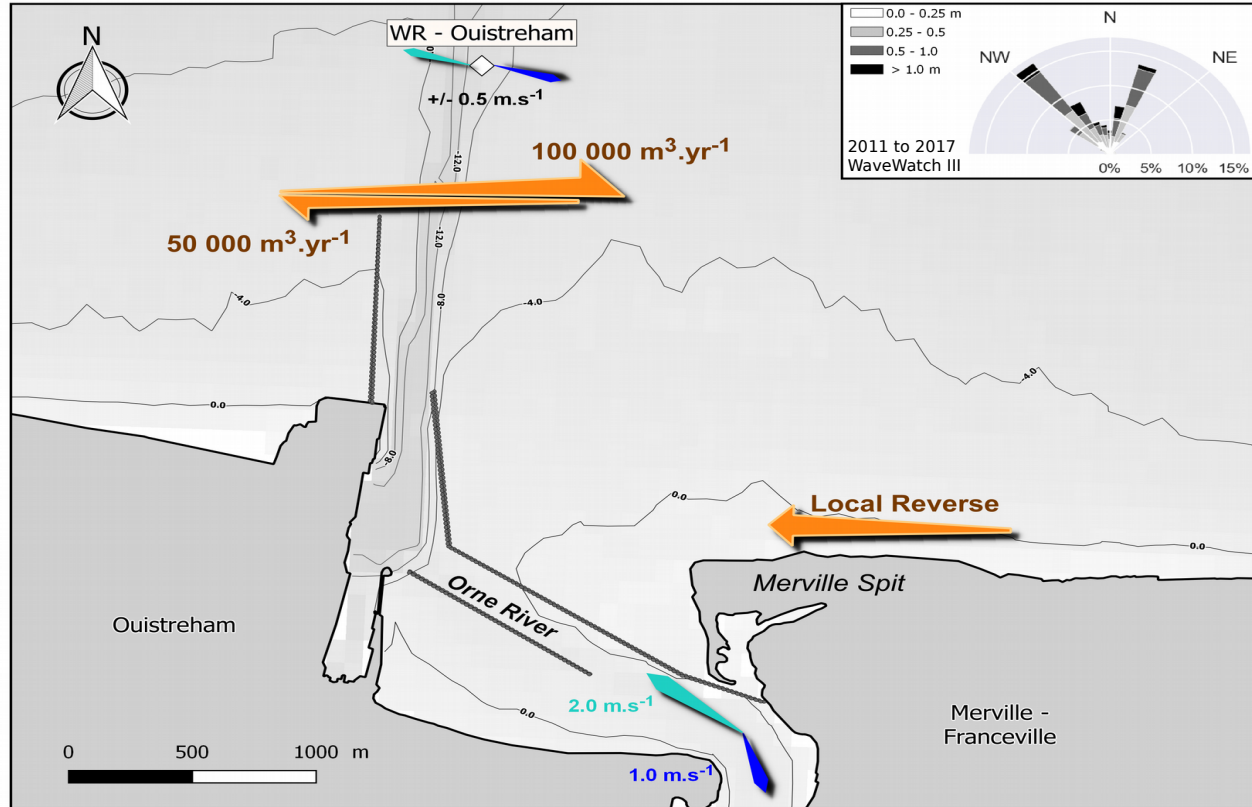 N
WR - Ouistreham
+/- 0.5 m.s-1
0.0 - 0.25 m
0.25 - 0.5
0.5 - 1.0
> 1.0 m
N
NW
NE
2011 to 2017
WaveWatch III
0%
5%
10%
15%
100 000 m3.yr-1
50 000 m3.yr-1
-12.0
-12.0
-8.0
-4.0
-4.0
-4.0
0.0
-8.0
0.0
Local Reverse
0.0
Merville Spit
Orne River
Ouistreham
2.0 m.s-1
0.0
Merville -
Franceville
1.0 m.s-1
0
500
1000
m